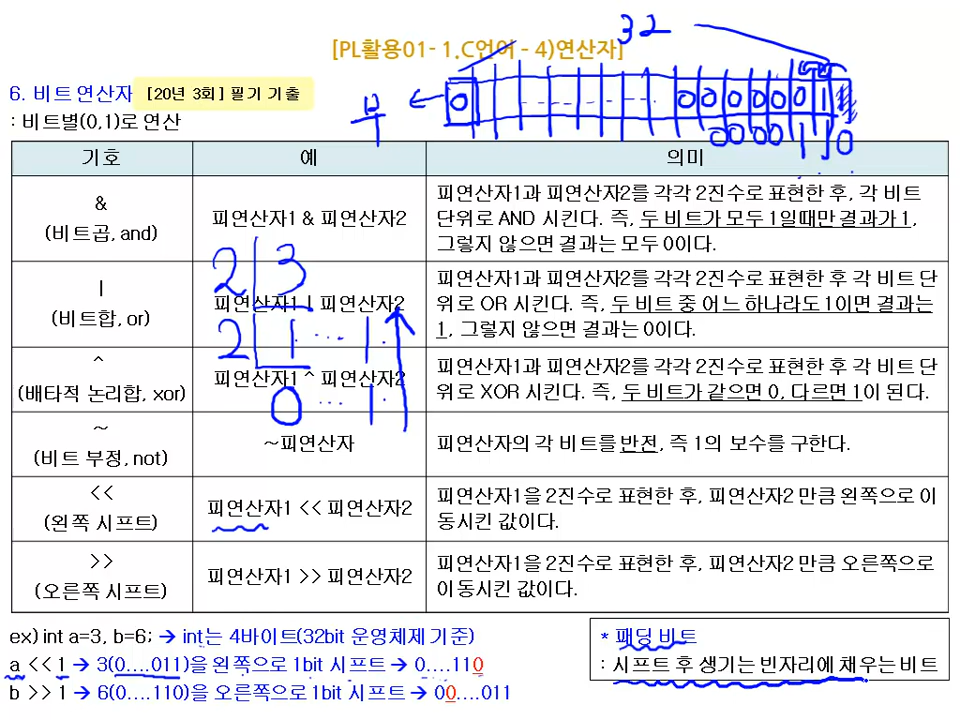 [PL활용01- 1.C언어 - 4)연산자]
32
6. 비트 연산자 [20년 3회] 필기 기출
부 0 0 0 0 0 0 0 1
: 비트별(0,1)로 연산
0 0 0 0 1 1 0
기호 예 의미
&
(비트곱, and)
피연산자1 & 피연산자2
피연산자1과 피연산자2를 각각 2진수로 표현한 후, 각 비트
단위로 AND 시킨다. 즉, 두 비트가 모두 1일때만 결과가 1,
그렇지 않으면 결과는 모두 0이다.
2 3
|
(비트합, or)
피연산자1 | 피연산자2
피연산자1과 피연산자2를 각각 2진수로 표현한 후 각 비트 단
위로 OR 시킨다. 즉, 두 비트 중 어느 하나라도 1이면 결과는
1, 그렇지 않으면 결과는 0이다.
2 1 ... 1
^
(배타적 논리합, xor)
피연산자1 ^ 피연산자2
피연산자1과 피연산자2를 각각 2진수로 표현한 후 각 비트 단
위로 XOR 시킨다. 즉, 두 비트가 같으면 0, 다르면 1이 된다.
0 ... 1
~
(비트 부정, not)
~피연산자
피연산자의 각 비트를 반전, 즉 1의 보수를 구한다.
<<
(왼쪽 시프트)
피연산자1 << 피연산자2
피연산자1을 2진수로 표현한 후, 피연산자2 만큼 왼쪽으로 이
동시킨 값이다.
>>
(오른쪽 시프트)
피연산자1 >> 피연산자2
피연산자1을 2진수로 표현한 후, 피연산자2 만큼 오른쪽으로
이동시킨 값이다.
ex) int a=3, b=6; → int는 4바이트(32bit 운영체제 기준)
a << 1 → 3(0....011)을 왼쪽으로 1bit 시프트 → 0....110
b >> 1 → 6(0....110)을 오른쪽으로 1bit 시프트 → 00....011
* 패딩 비트
: 시프트 후 생기는 빈자리에 채우는 비트